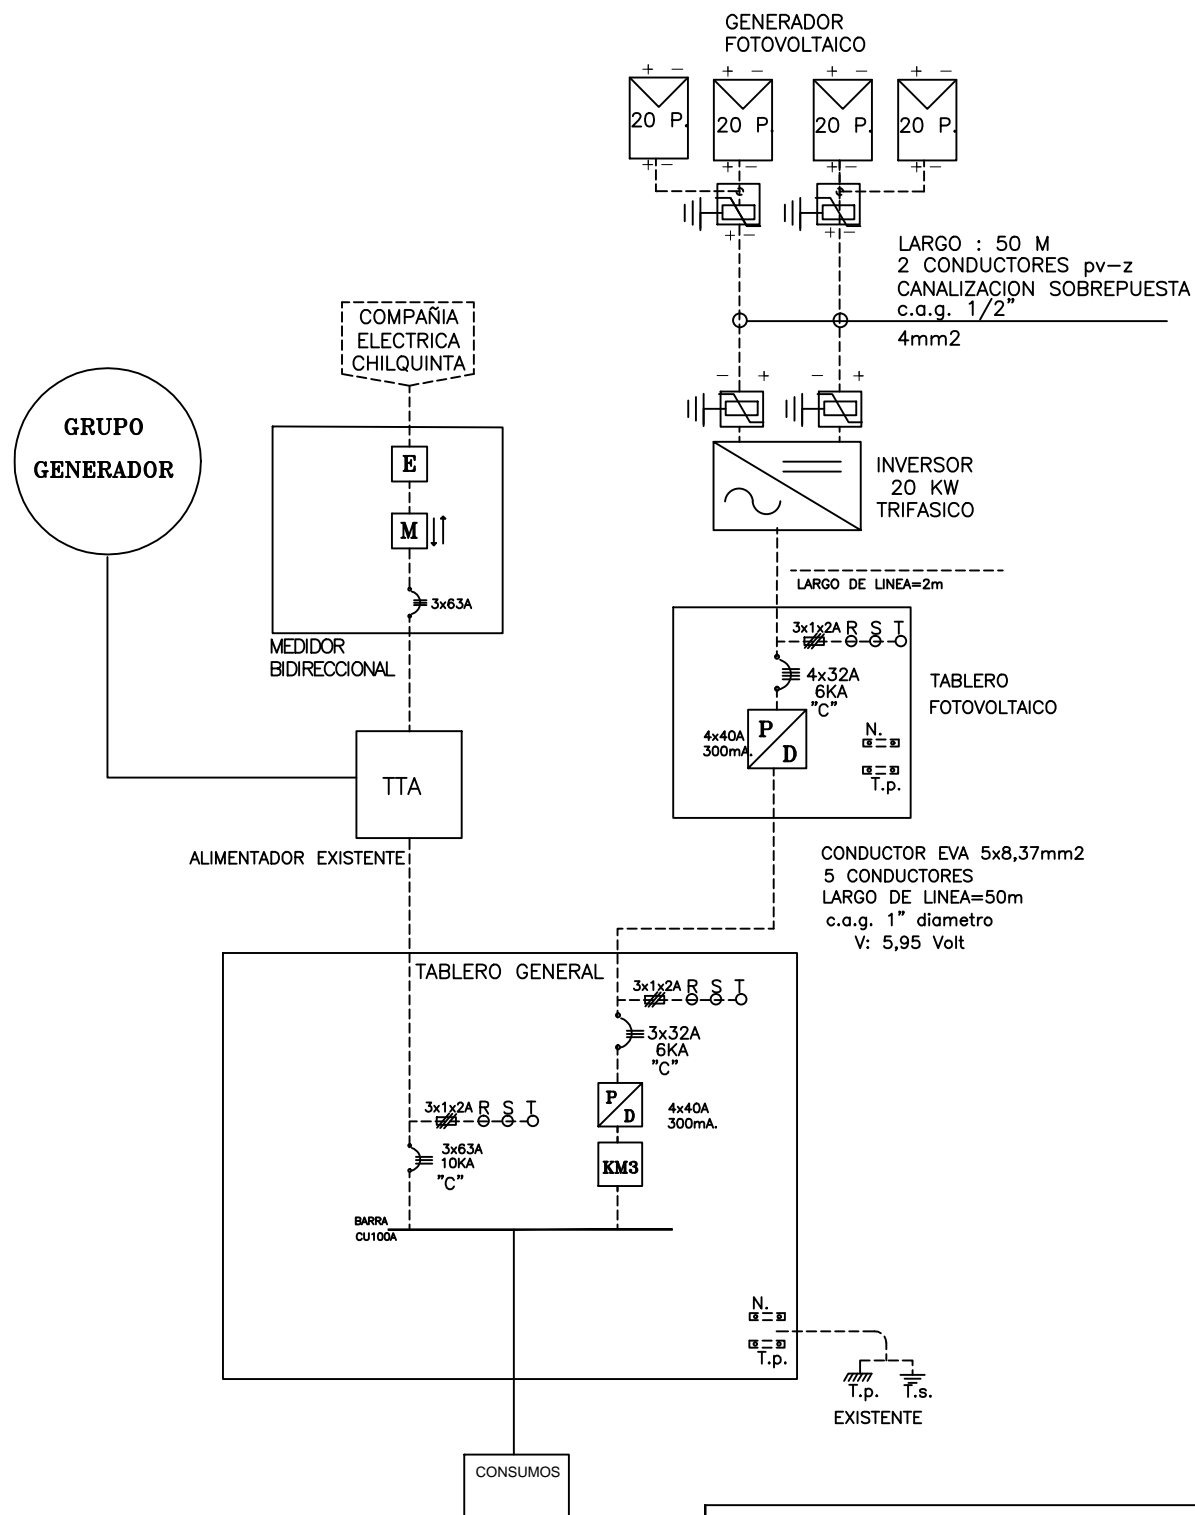 GENERADOR
FOTOVOLTAICO
+ −
+ −
+ −
+ −
20 P.
20 P.
20 P.
20 P.
+ −
+ −
+ −
+ −
+ −
+ −
LARGO : 50 M
2 CONDUCTORES pv−z
CANALIZACION SOBREPUESTA
c.a.g. 1/2"
4mm2
COMPAÑIA
ELECTRICA
CHILQUINTA
− +
− +
GRUPO
GENERADOR
E
M
3x63A
MEDIDOR
BIDIRECCIONAL
INVERSOR
20 KW
TRIFASICO
LARGO DE LINEA=2m
3x1x2A R S T
4x32A
6KA
"C"
TABLERO
FOTOVOLTAICO
4x40A
300mA.
P
D
N.
T.p.
TTA
ALIMENTADOR EXISTENTE
CONDUCTOR EVA 5x8,37mm2
5 CONDUCTORES
LARGO DE LINEA=50m
c.a.g. 1" diametro
V: 5,95 Volt
TABLERO GENERAL
3x1x2A R S T
3x32A
6KA
"C"
P
D
4x40A
300mA.
3x1x2A R S T
3x63A
10KA
"C"
KM3
BARRA
CU100A
N.
T.p.
T.p. T.s.
EXISTENTE
CONSUMOS